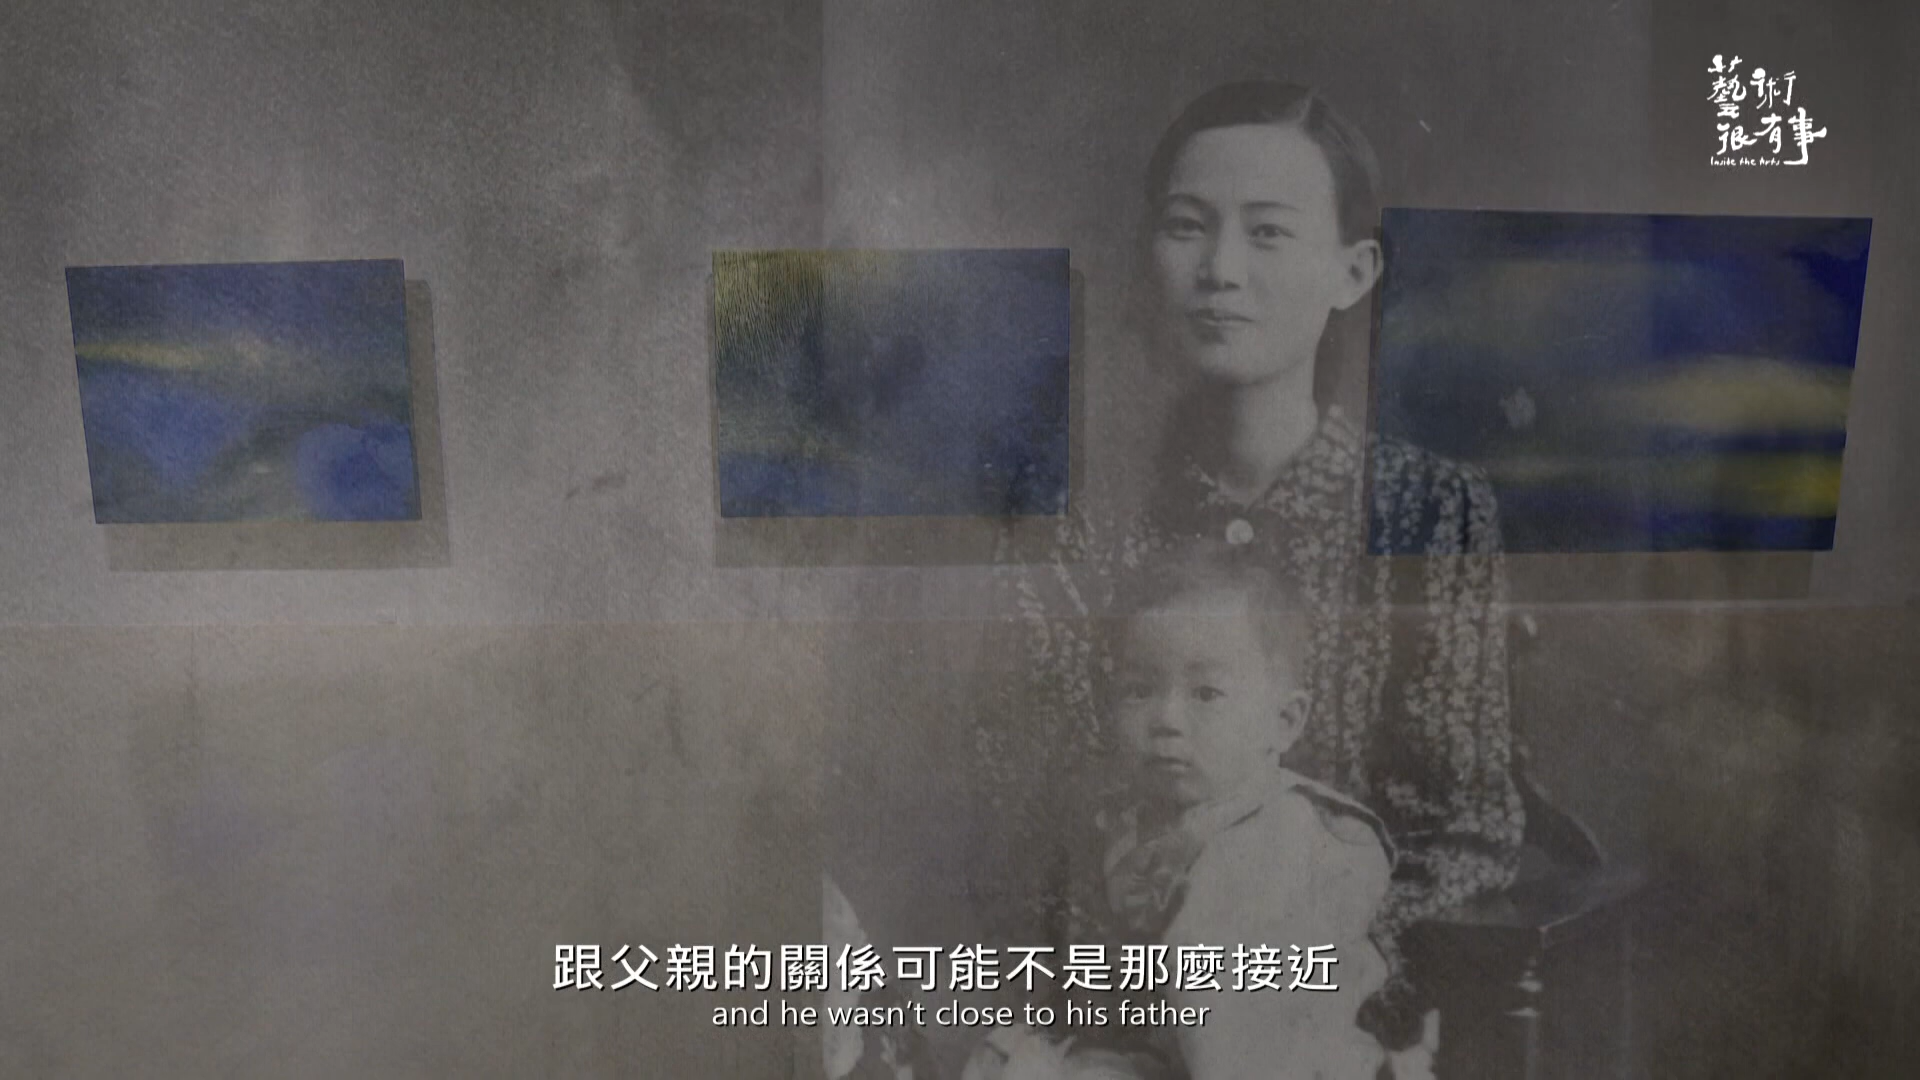 藝術
很有事
Inside the Arts
跟父親的關係可能不是那麼接近
and he wasn't close to his father